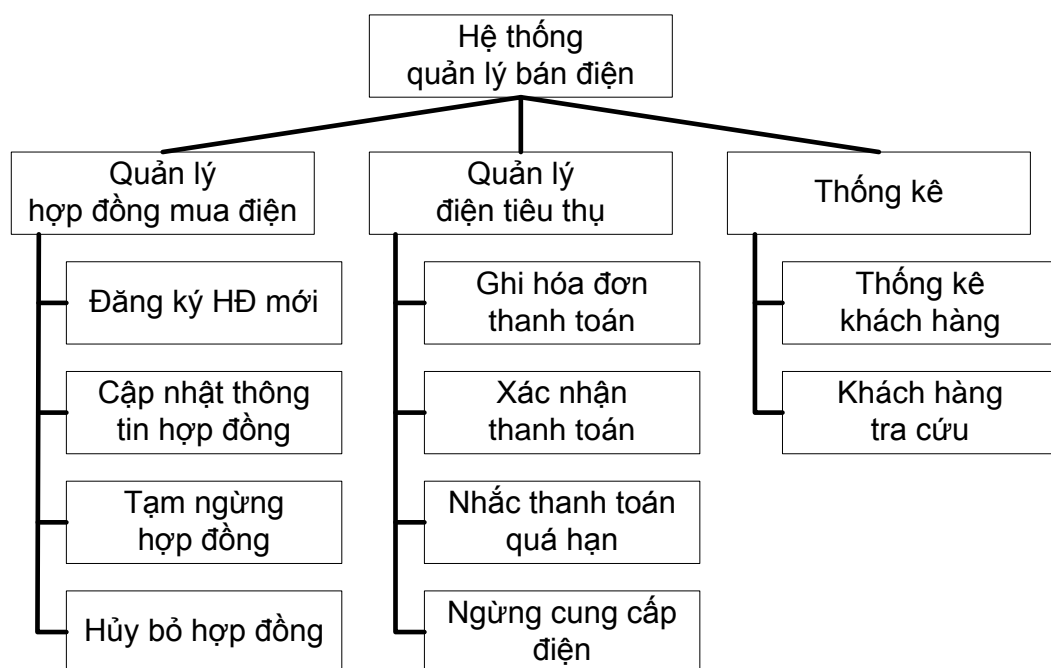 Hệ thống
quản lý bán điện
Quản lý
hợp đồng mua điện
Đăng ký HĐ mới
Cập nhật thông
tin hợp đồng
Tạm ngừng
hợp đồng
Hủy bỏ hợp đồng
Quản lý
điện tiêu thụ
Ghi hóa đơn
thanh toán
Xác nhận
thanh toán
Nhắc thanh toán
quá hạn
Ngừng cung cấp
điện
Thống kê
Thống kê
khách hàng
Khách hàng
tra cứu